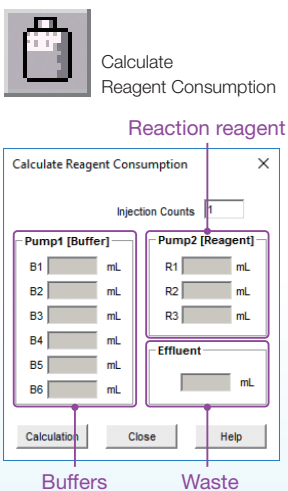 Calculate
Reagent Consumption
Reaction reagent
Calculate Reagent Consumption
Injection Counts 1
Pump1 [Buffer]
B1 mL
B2 mL
B3 mL
B4 mL
B5 mL
B6 mL
Pump2 [Reagent]
R1 mL
R2 mL
R3 mL
Effluent
mL
Calculation Close Help
Buffers Waste